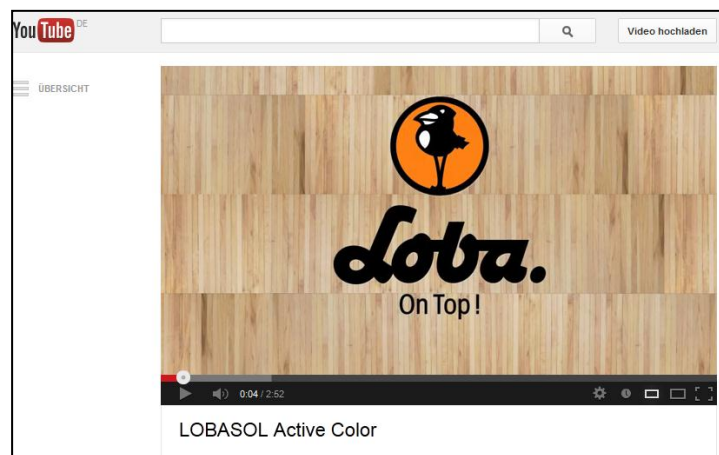 YouTube DE
Video hochladen
ÜBERSICHT
Loba.
On Top!
0:04 / 2:52
LOBASOL Active Color